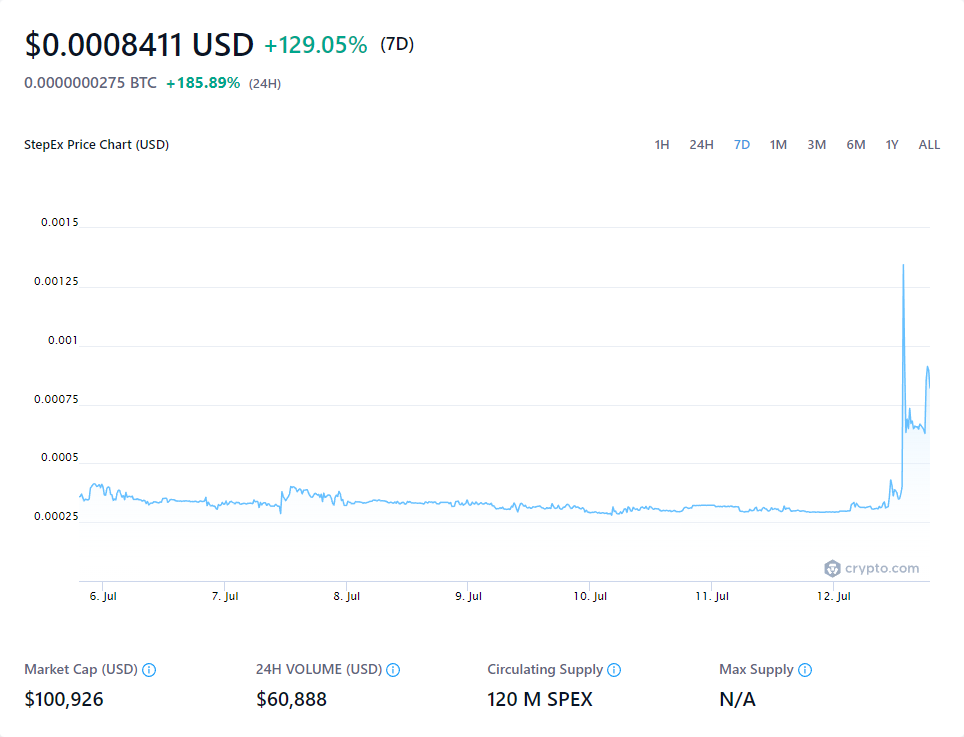 $0.0008411 USD +129.05% (7D)
0.0000000275 BTC +185.89% (24H)
StepEx Price Chart (USD) 1H 24H 7D 1M 3M 6M 1Y ALL
0.0015
0.00125
0.001
0.00075
0.0005
0.00025
crypto.com
6. Jul 7. Jul 8. Jul 9. Jul 10. Jul 11. Jul 12. Jul
Market Cap (USD) 24H VOLUME (USD) Circulating Supply Max Supply
$100,926 $60,888 120 M SPEX N/A